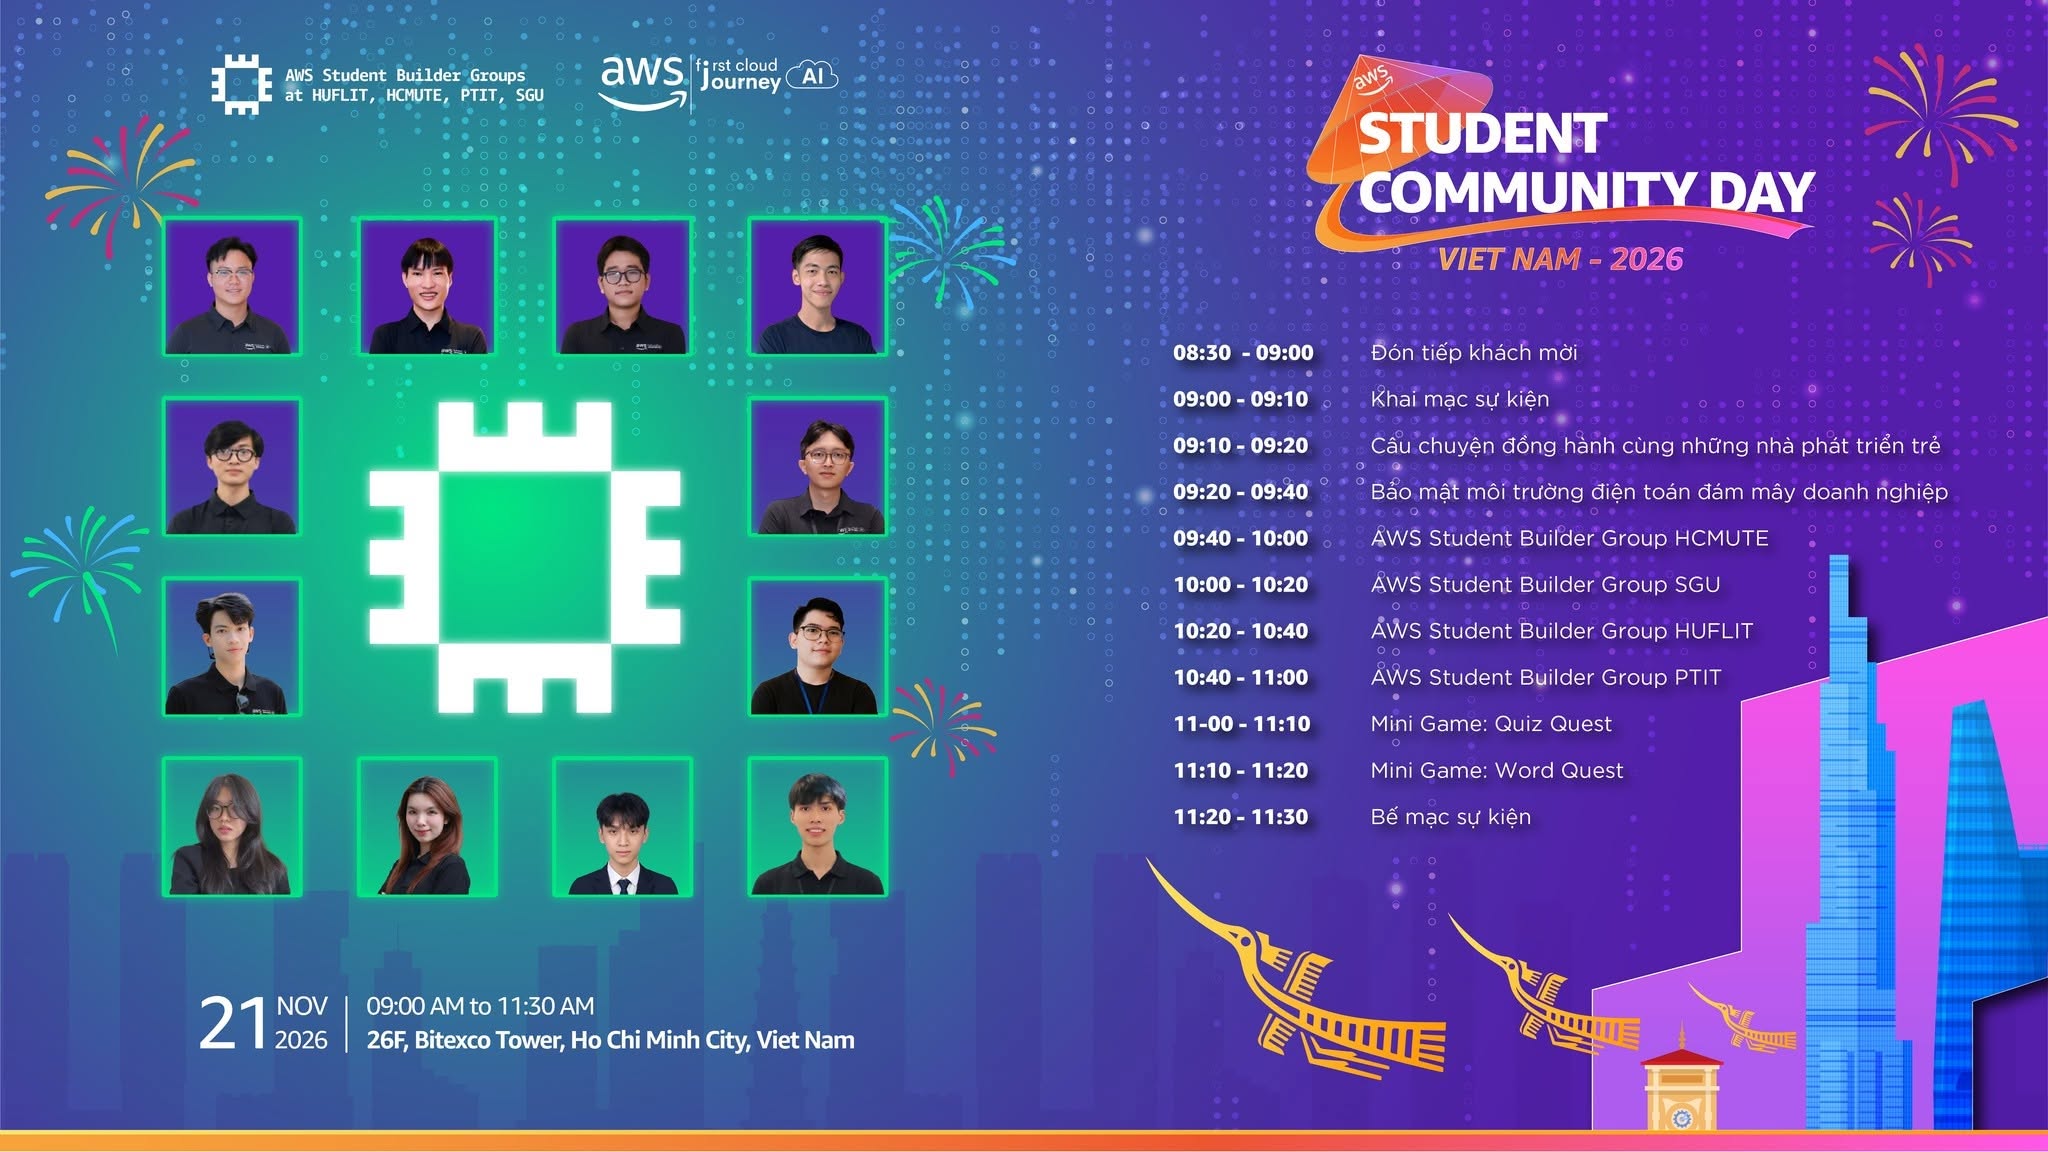 AWS Student Builder Groups
at HUFLIT, HCMUTE, PTIT, SGU
aws first cloud journey AI
21 NOV 2026
09:00 AM to 11:30 AM
26F, Bitexco Tower, Ho Chi Minh City, Viet Nam
aws
STUDENT
COMMUNITY DAY
VIET NAM - 2026
08:30 - 09:00 Đón tiếp khách mời
09:00 - 09:10 Khai mạc sự kiện
09:10 - 09:20 Câu chuyện đồng hành cùng những nhà phát triển trẻ
09:20 - 09:40 Bảo mật môi trường điện toán đám mây doanh nghiệp
09:40 - 10:00 AWS Student Builder Group HCMUTE
10:00 - 10:20 AWS Student Builder Group SGU
10:20 - 10:40 AWS Student Builder Group HUFLIT
10:40 - 11:00 AWS Student Builder Group PTIT
11-00 - 11:10 Mini Game: Quiz Quest
11:10 - 11:20 Mini Game: Word Quest
11:20 - 11:30 Bế mạc sự kiện